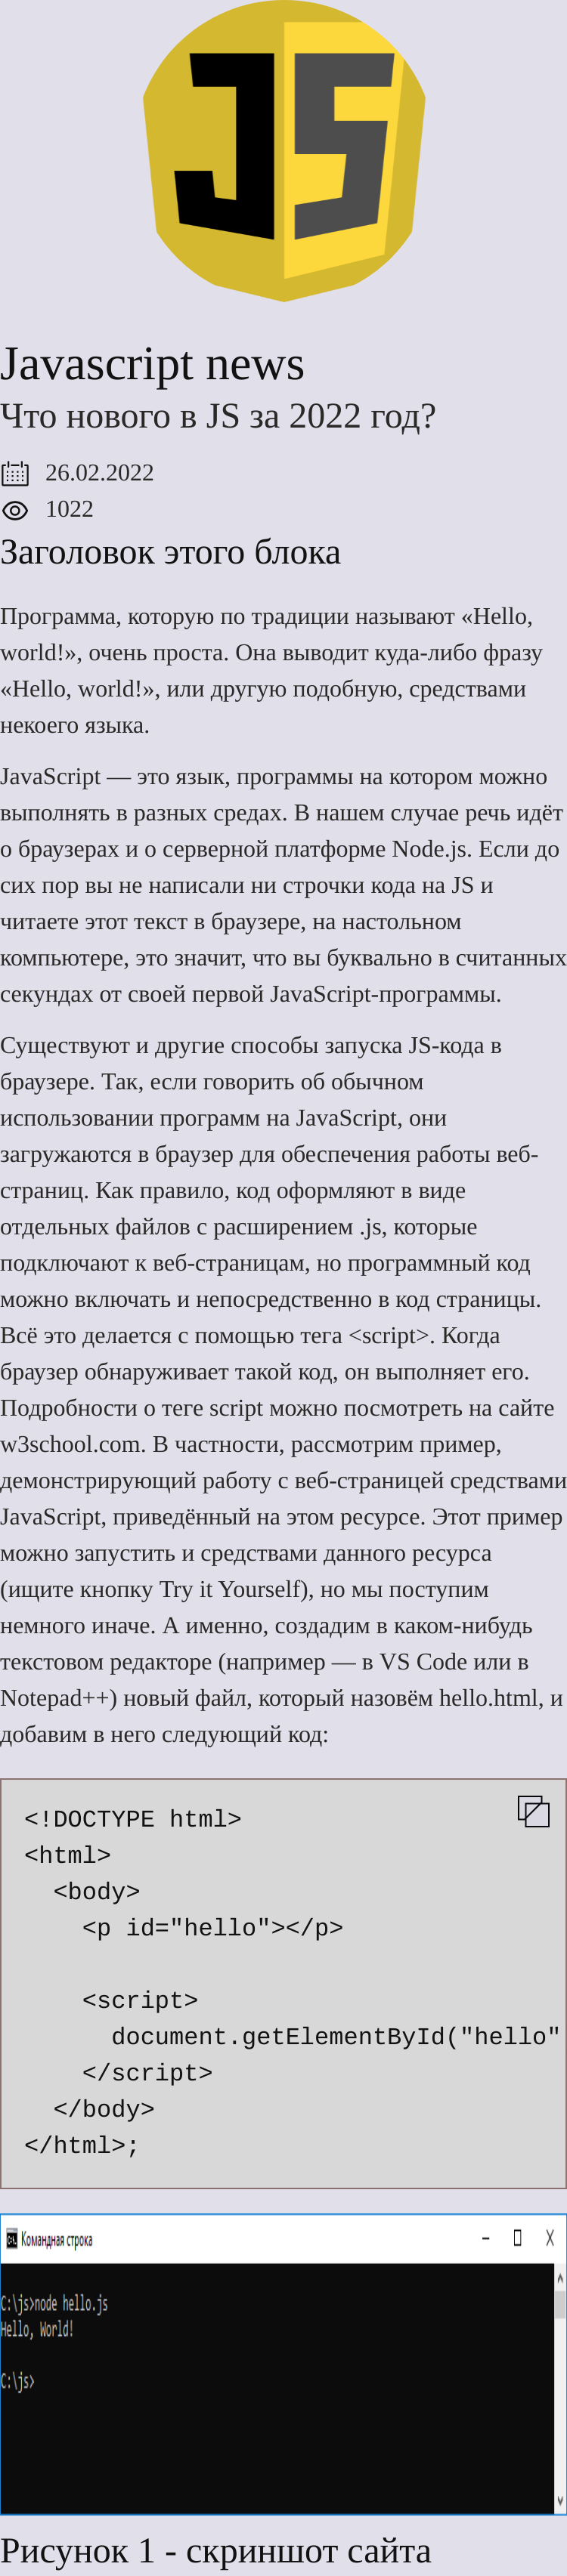 JS
Javascript news
Что нового в JS за 2022 год?
26.02.2022
1022
Заголовок этого блока
Программа, которую по традиции называют «Hello,
world!», очень проста. Она выводит куда-либо фразу
«Hello, world!», или другую подобную, средствами
некоего языка.
JavaScript — это язык, программы на котором можно
выполнять в разных средах. В нашем случае речь идёт
о браузерах и о серверной платформе Node.js. Если до
сих пор вы не написали ни строчки кода на JS и
читаете этот текст в браузере, на настольном
компьютере, это значит, что вы буквально в считанных
секундах от своей первой JavaScript-программы.
Существуют и другие способы запуска JS-кода в
браузере. Так, если говорить об обычном
использовании программ на JavaScript, они
загружаются в браузер для обеспечения работы веб-
страниц. Как правило, код оформляют в виде
отдельных файлов с расширением .js, которые
подключают к веб-страницам, но программный код
можно включать и непосредственно в код страницы.
Всё это делается с помощью тега <script>. Когда
браузер обнаруживает такой код, он выполняет его.
Подробности о теге script можно посмотреть на сайте
w3school.com. В частности, рассмотрим пример,
демонстрирующий работу с веб-страницей средствами
JavaScript, приведённый на этом ресурсе. Этот пример
можно запустить и средствами данного ресурса
(ищите кнопку Try it Yourself), но мы поступим
немного иначе. А именно, создадим в каком-нибудь
текстовом редакторе (например — в VS Code или в
Notepad++) новый файл, который назовём hello.html, и
добавим в него следующий код:
<!DOCTYPE html>
<html>
  <body>
    <p id="hello"></p>
    <script>
      document.getElementById("hello"
    </script>
  </body>
</html>;
Командная строка
C:\js>node hello.js
Hello, World!
C:\js>
Рисунок 1 - скриншот сайта